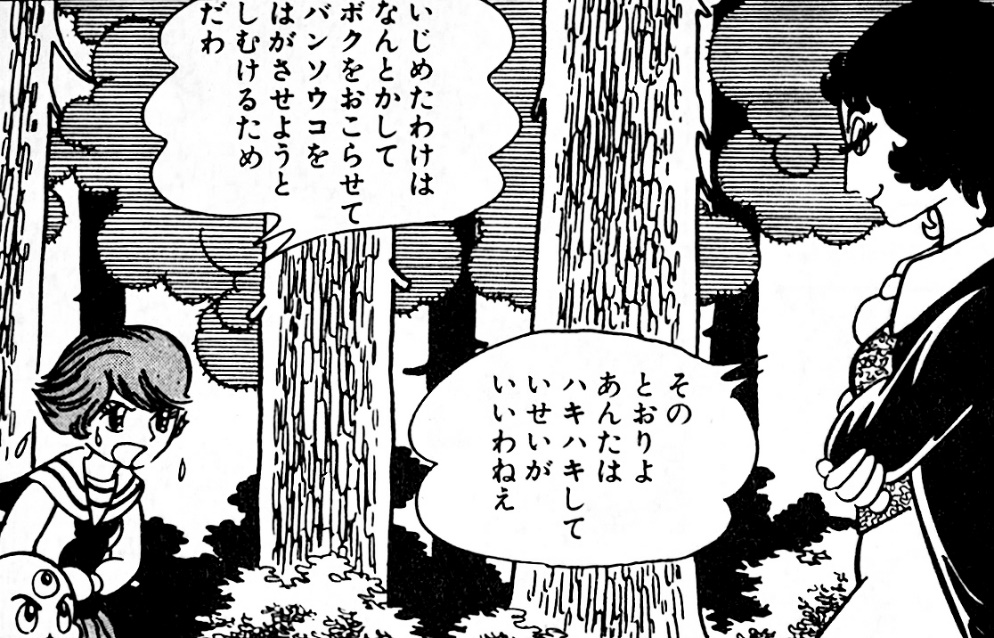 いじめたわけは
なんとかして
ボクをおこらせて
バンソウコを
はがさせようと
しむけるため
だわ
その
とおりよ
あんたは
ハキハキして
いせいが
いいわねえ